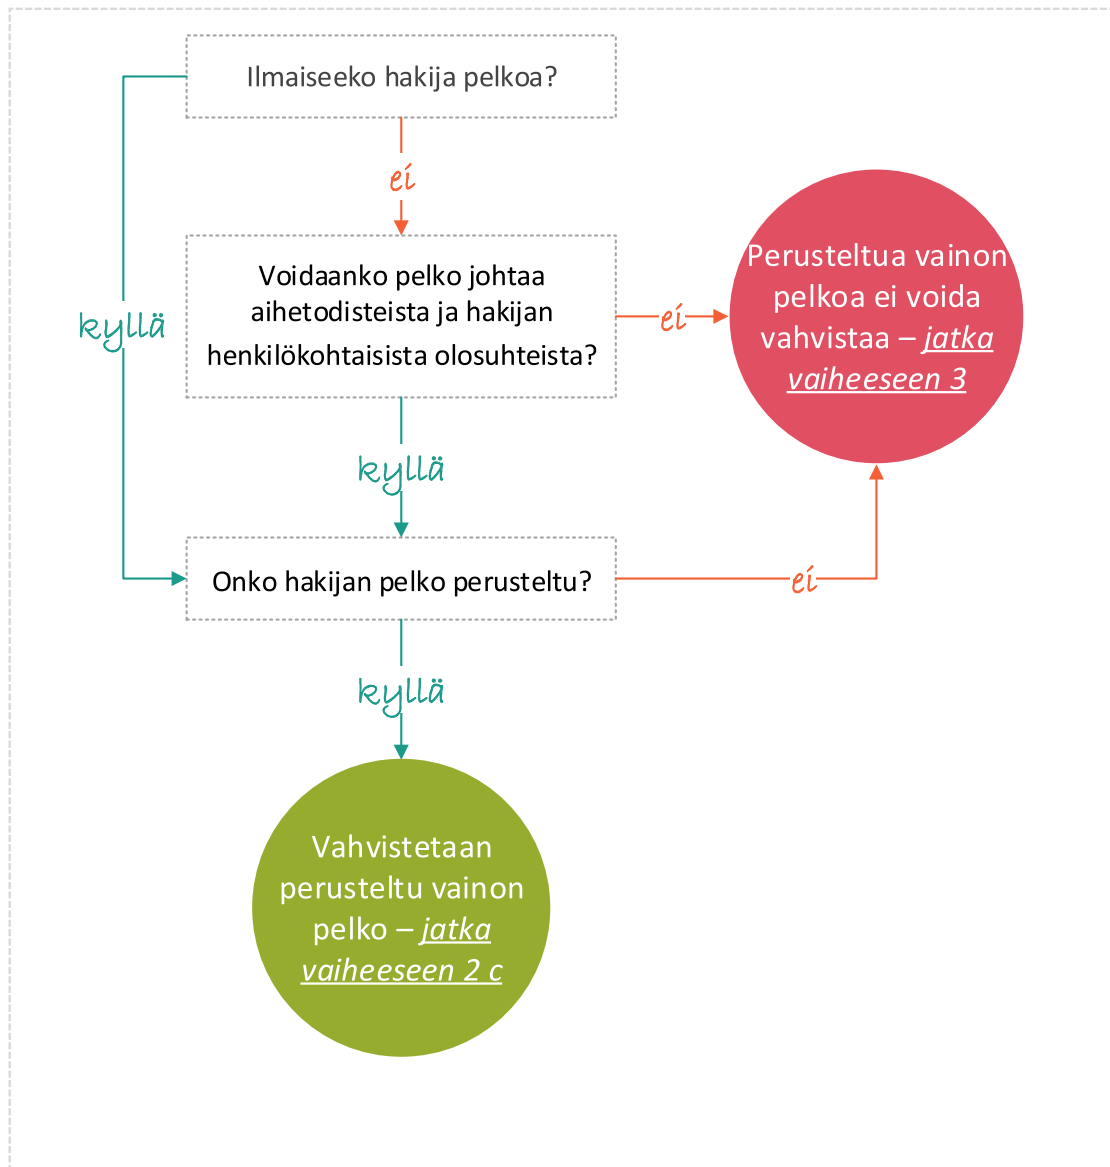 Ilmaiseeko hakija pelkoa?
ei
Voidaanko pelko johtaa
aihetodisteista ja hakijan
henkilökohtaisista olosuhteista?
ei
Perusteltua vainon
pelkoa ei voida
vahvistaa – jatka
vaiheeseen 3
kyllä
kyllä
Onko hakijan pelko perusteltu?
ei
kyllä
Vahvistetaan
perusteltu vainon
pelko – jatka
vaiheeseen 2 c